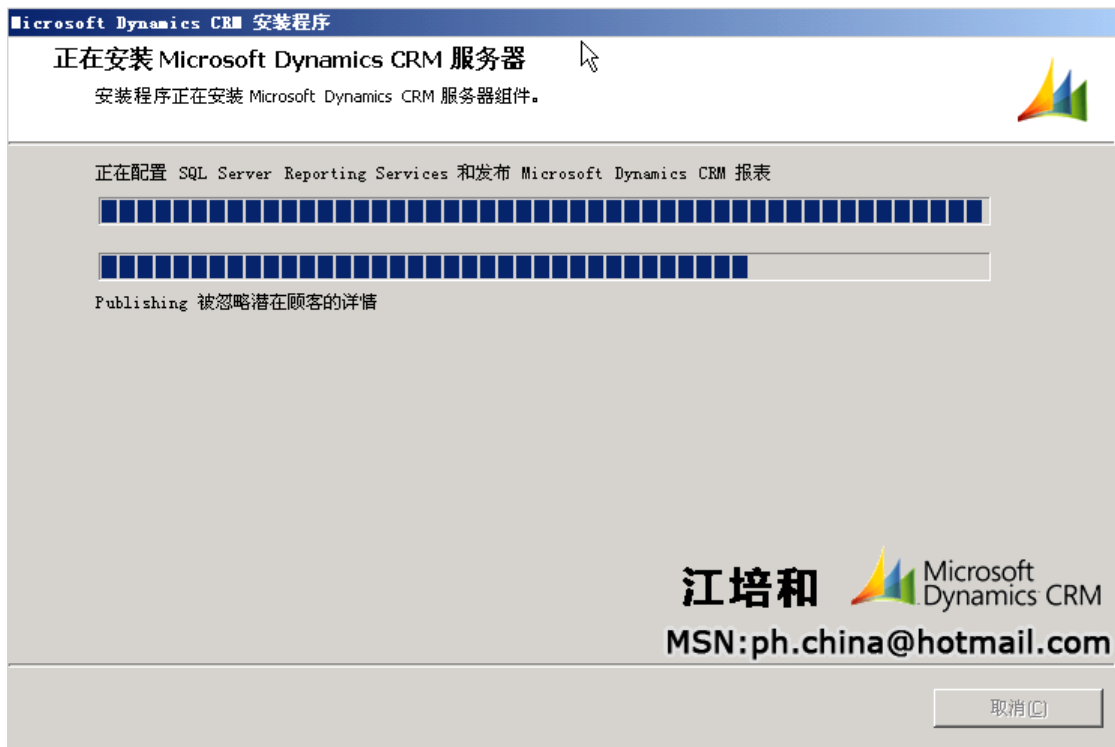 Microsoft Dynamics CRM 安装程序
正在安装 Microsoft Dynamics CRM 服务器
安装程序正在安装 Microsoft Dynamics CRM 服务器组件。
正在配置 SQL Server Reporting Services 和发布 Microsoft Dynamics CRM 报表
Publishing 被忽略潜在顾客的详情
江培和
Microsoft
Dynamics CRM
MSN:ph.china@hotmail.com
取消(C)